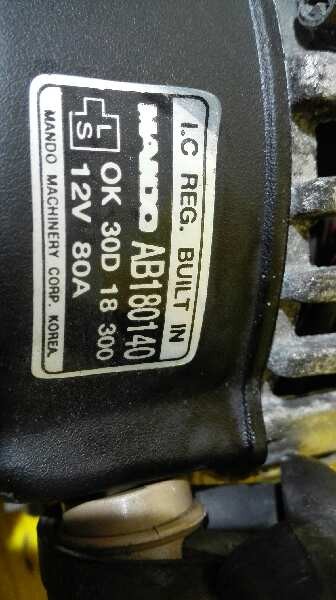 I.C REG. BUILT IN
MANDO AB180140
L
S
OK 30D 18 300
12V 80A
MANDO MACHINERY CORP. KOREA.